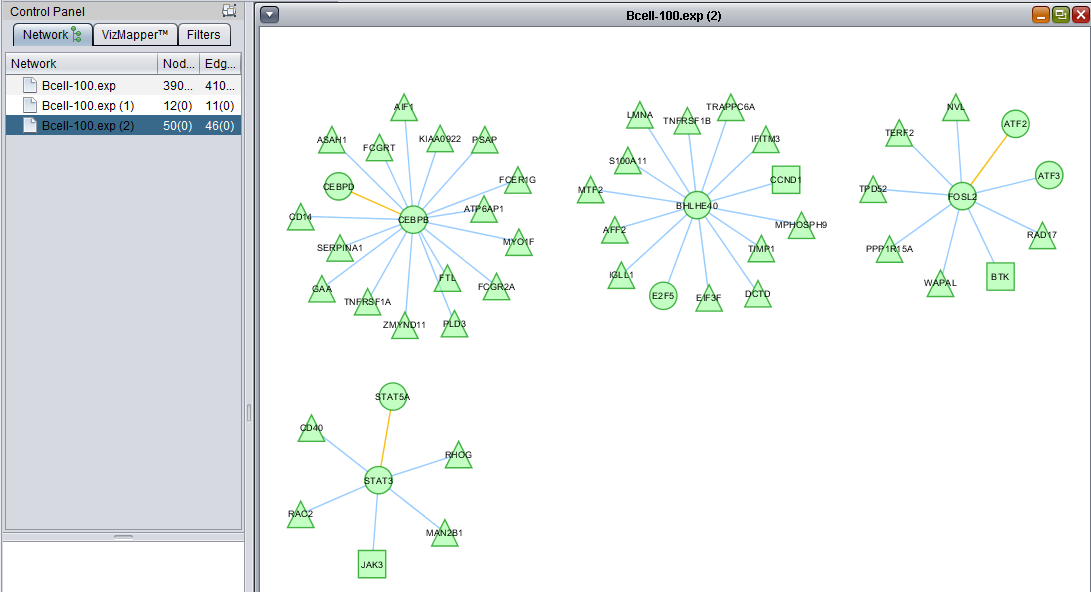 Control Panel
Network
VizMapper™
Filters
Network Nod... Edg...
Bcell-100.exp 390... 410...
Bcell-100.exp (1) 12(0) 11(0)
Bcell-100.exp (2) 50(0) 46(0)
Bcell-100.exp (2)
AIF1
ASAH1
FCGRT
KIAA0922
PSAP
CEBPD
FCER1G
CD14
CEBPB
ATP6AP1
SERPINA1
MYO1F
GAA
FTL
FCGR2A
TNFRSF1A
ZMYND11
PLD3
LMNA
TNFRSF1B
TRAPPC6A
IFITM3
S100A11
CCND1
MTF2
BHLHE40
AFF2
MPHOSPH9
TIMP1
IGLL1
E2F5
EIF3F
DCTD
NVL
TERF2
ATF2
TPD52
ATF3
FOSL2
PPP1R15A
RAD17
WAPAL
BTK
STAT5A
CD40
RHOG
STAT3
RAC2
MAN2B1
JAK3